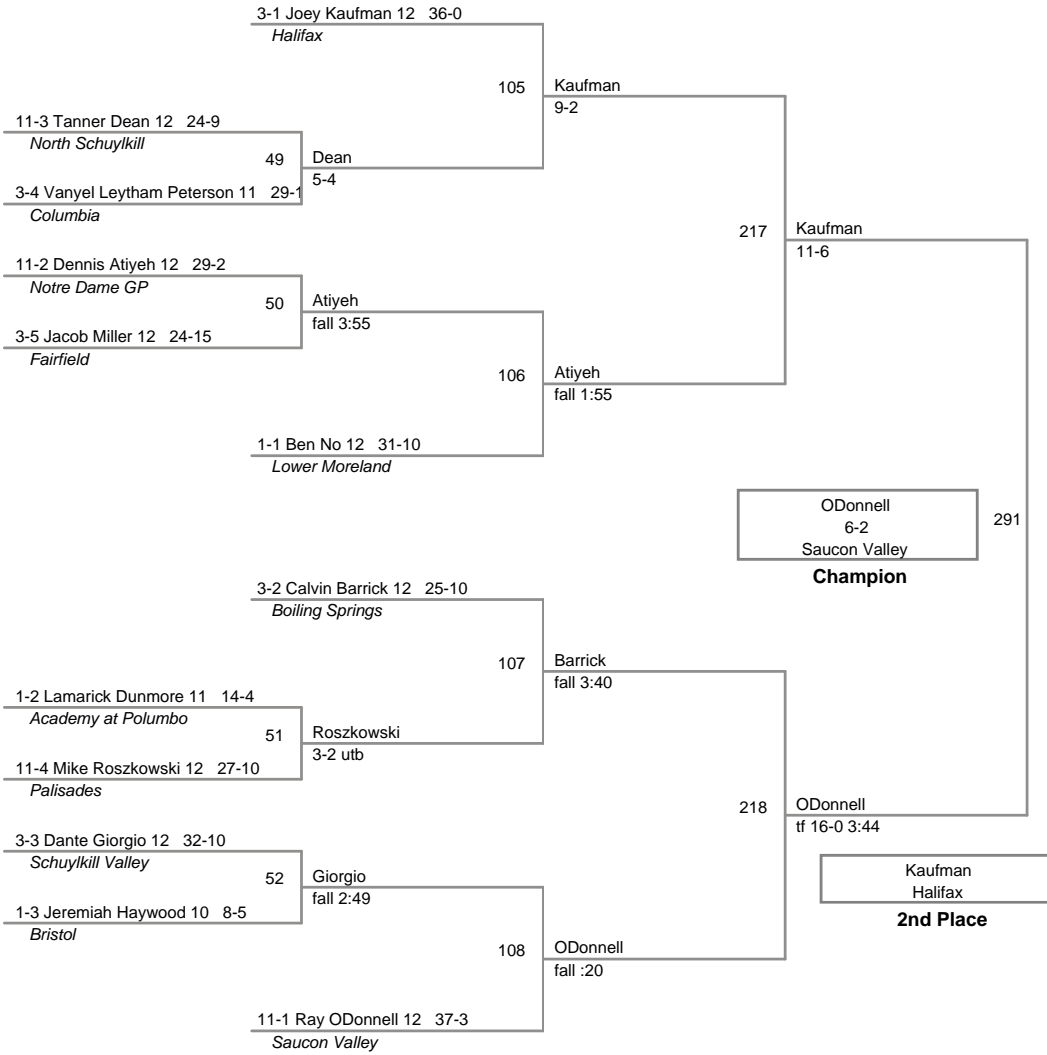 3-1 Joey Kaufman 12 36-0
Halifax
105
Kaufman
9-2
11-3 Tanner Dean 12 24-9
North Schuylkill
49
Dean
5-4
3-4 Vanyel Leytham Peterson 11 29-1
Columbia
217
Kaufman
11-6
11-2 Dennis Atiyeh 12 29-2
Notre Dame GP
50
Atiyeh
fall 3:55
3-5 Jacob Miller 12 24-15
Fairfield
106
Atiyeh
fall 1:55
1-1 Ben No 12 31-10
Lower Moreland
ODonnell
6-2
Saucon Valley
Champion
291
3-2 Calvin Barrick 12 25-10
Boiling Springs
107
Barrick
fall 3:40
1-2 Lamarick Dunmore 11 14-4
Academy at Polumbo
51
Roszkowski
3-2 utb
11-4 Mike Roszkowski 12 27-10
Palisades
218
ODonnell
tf 16-0 3:44
3-3 Dante Giorgio 12 32-10
Schuylkill Valley
52
Giorgio
fall 2:49
1-3 Jeremiah Haywood 10 8-5
Bristol
Kaufman
Halifax
2nd Place
108
ODonnell
fall :20
11-1 Ray ODonnell 12 37-3
Saucon Valley